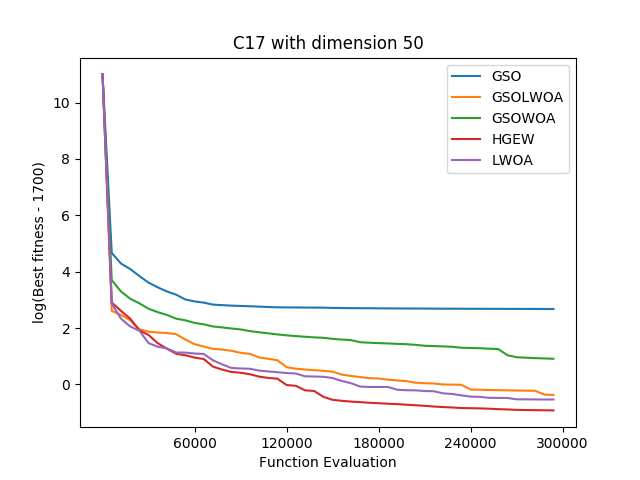 C17 with dimension 50
log(Best fitness - 1700)
10
8
6
4
2
0
GSO
GSOLWOA
GSOWOA
HGEW
LWOA
60000 120000 180000 240000 300000
Function Evaluation